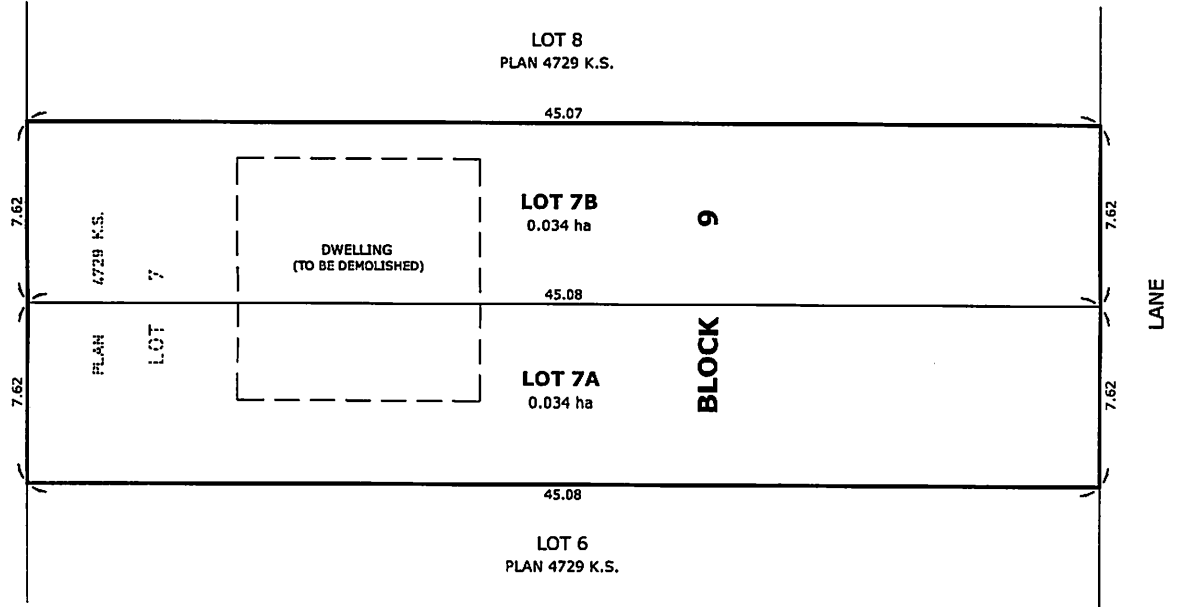 LOT 8
PLAN 4729 K.S.
45.07
7.62
LOT 7B
0.034 ha
9
7.62
PLAN 4729 K.S.
LOT 7
DWELLING
(TO BE DEMOLISHED)
45.08
LANE
7.62
LOT 7A
0.034 ha
BLOCK
7.62
45.08
LOT 6
PLAN 4729 K.S.